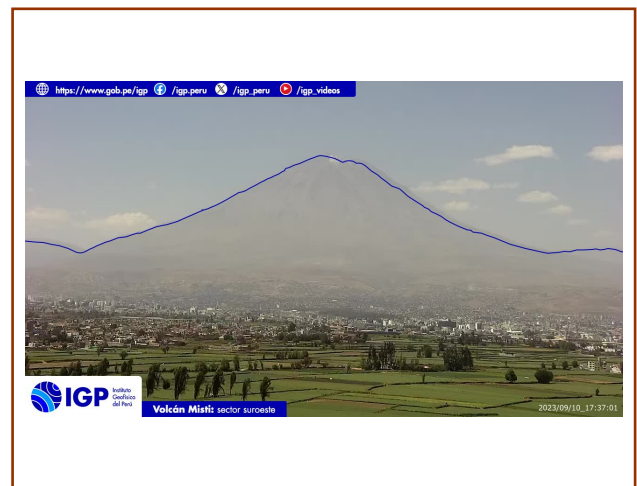 https://www.gob.pe/igp /igp.peru /igp_peru /igp_videos
IGP Instituto
Geofísico
del Perú
Volcán Misti: sector suroeste
2023/09/10_17:37:01